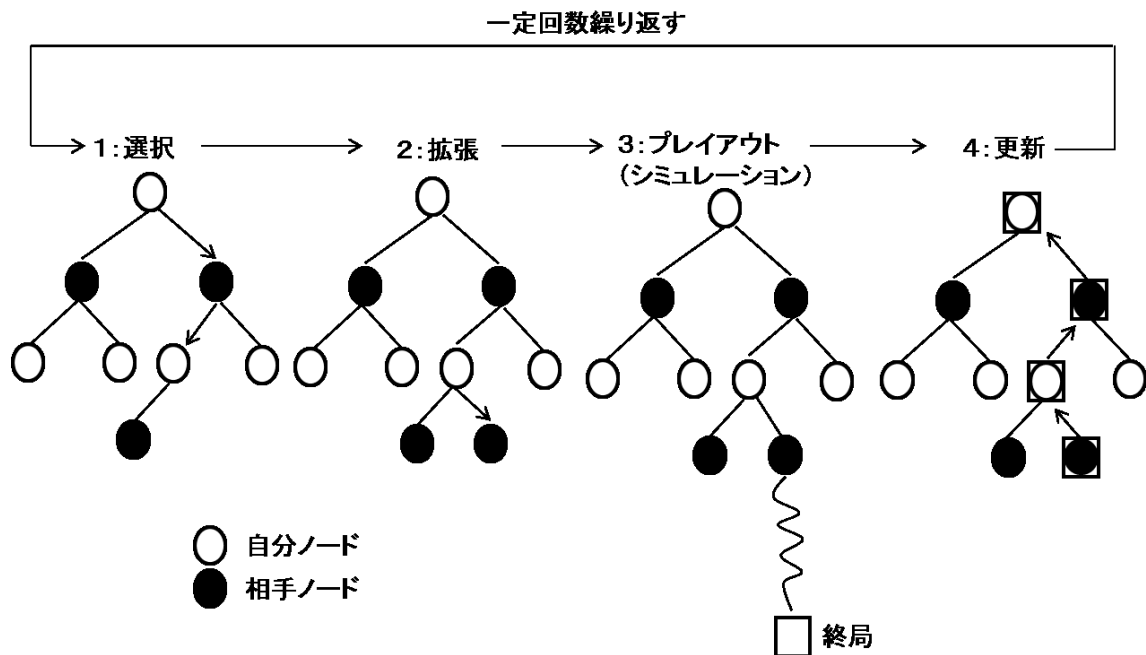 一定回数繰り返す
1:選択
2:拡張
3:プレイアウト
(シミュレーション)
4:更新
自分ノード
相手ノード
終局